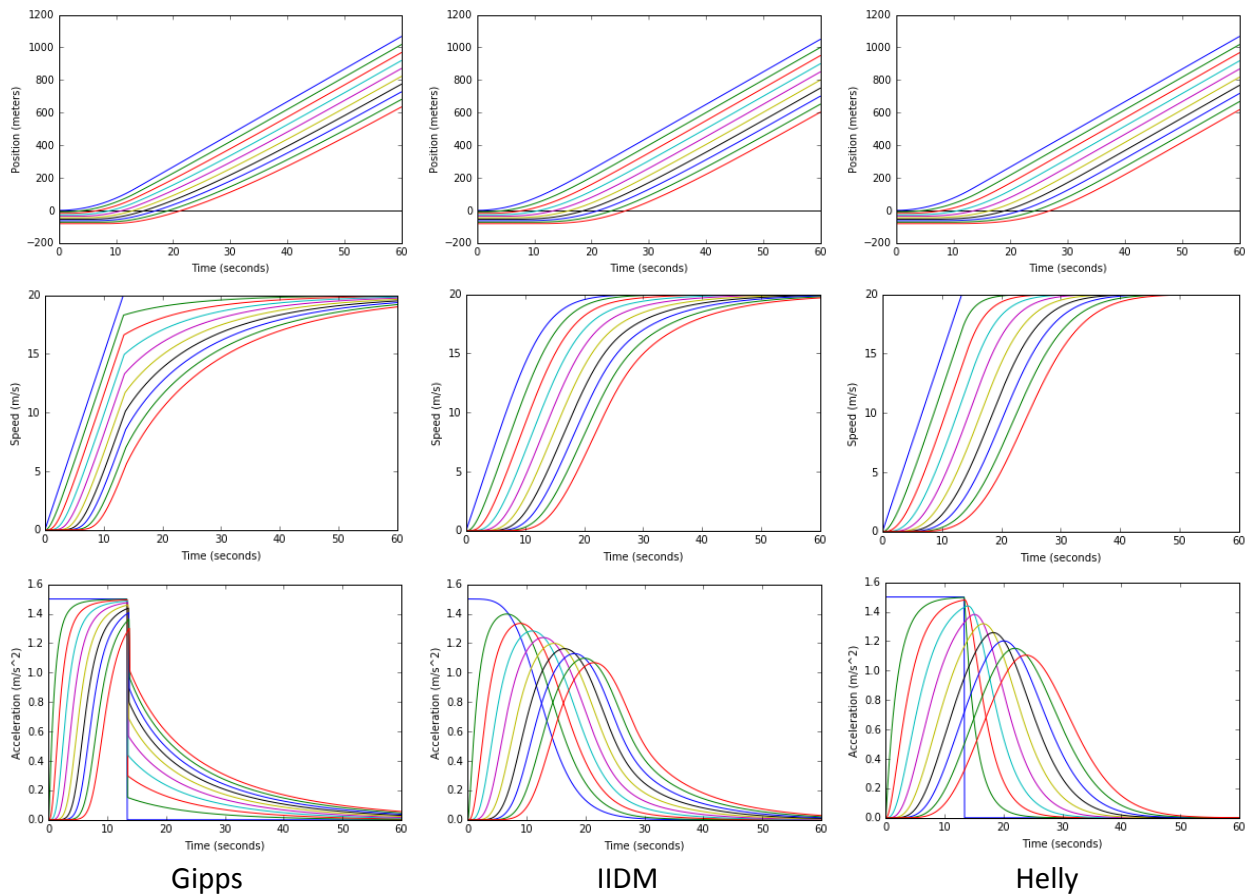 1200
1000
800
600
400
200
0
−200
Position (meters)
0 10 20 30 40 50 60
Time (seconds)
1200
1000
800
600
400
200
0
−200
Position (meters)
0 10 20 30 40 50 60
Time (seconds)
1200
1000
800
600
400
200
0
−200
Position (meters)
0 10 20 30 40 50 60
Time (seconds)
20
15
10
5
0
Speed (m/s)
0 10 20 30 40 50 60
Time (seconds)
20
15
10
5
0
Speed (m/s)
0 10 20 30 40 50 60
Time (seconds)
20
15
10
5
0
Speed (m/s)
0 10 20 30 40 50 60
Time (seconds)
1.6
1.4
1.2
1.0
0.8
0.6
0.4
0.2
0.0
Acceleration (m/s^2)
0 10 20 30 40 50 60
Time (seconds)
1.6
1.4
1.2
1.0
0.8
0.6
0.4
0.2
0.0
Acceleration (m/s^2)
0 10 20 30 40 50 60
Time (seconds)
1.6
1.4
1.2
1.0
0.8
0.6
0.4
0.2
0.0
Acceleration (m/s^2)
0 10 20 30 40 50 60
Time (seconds)
Gipps
IIDM
Helly